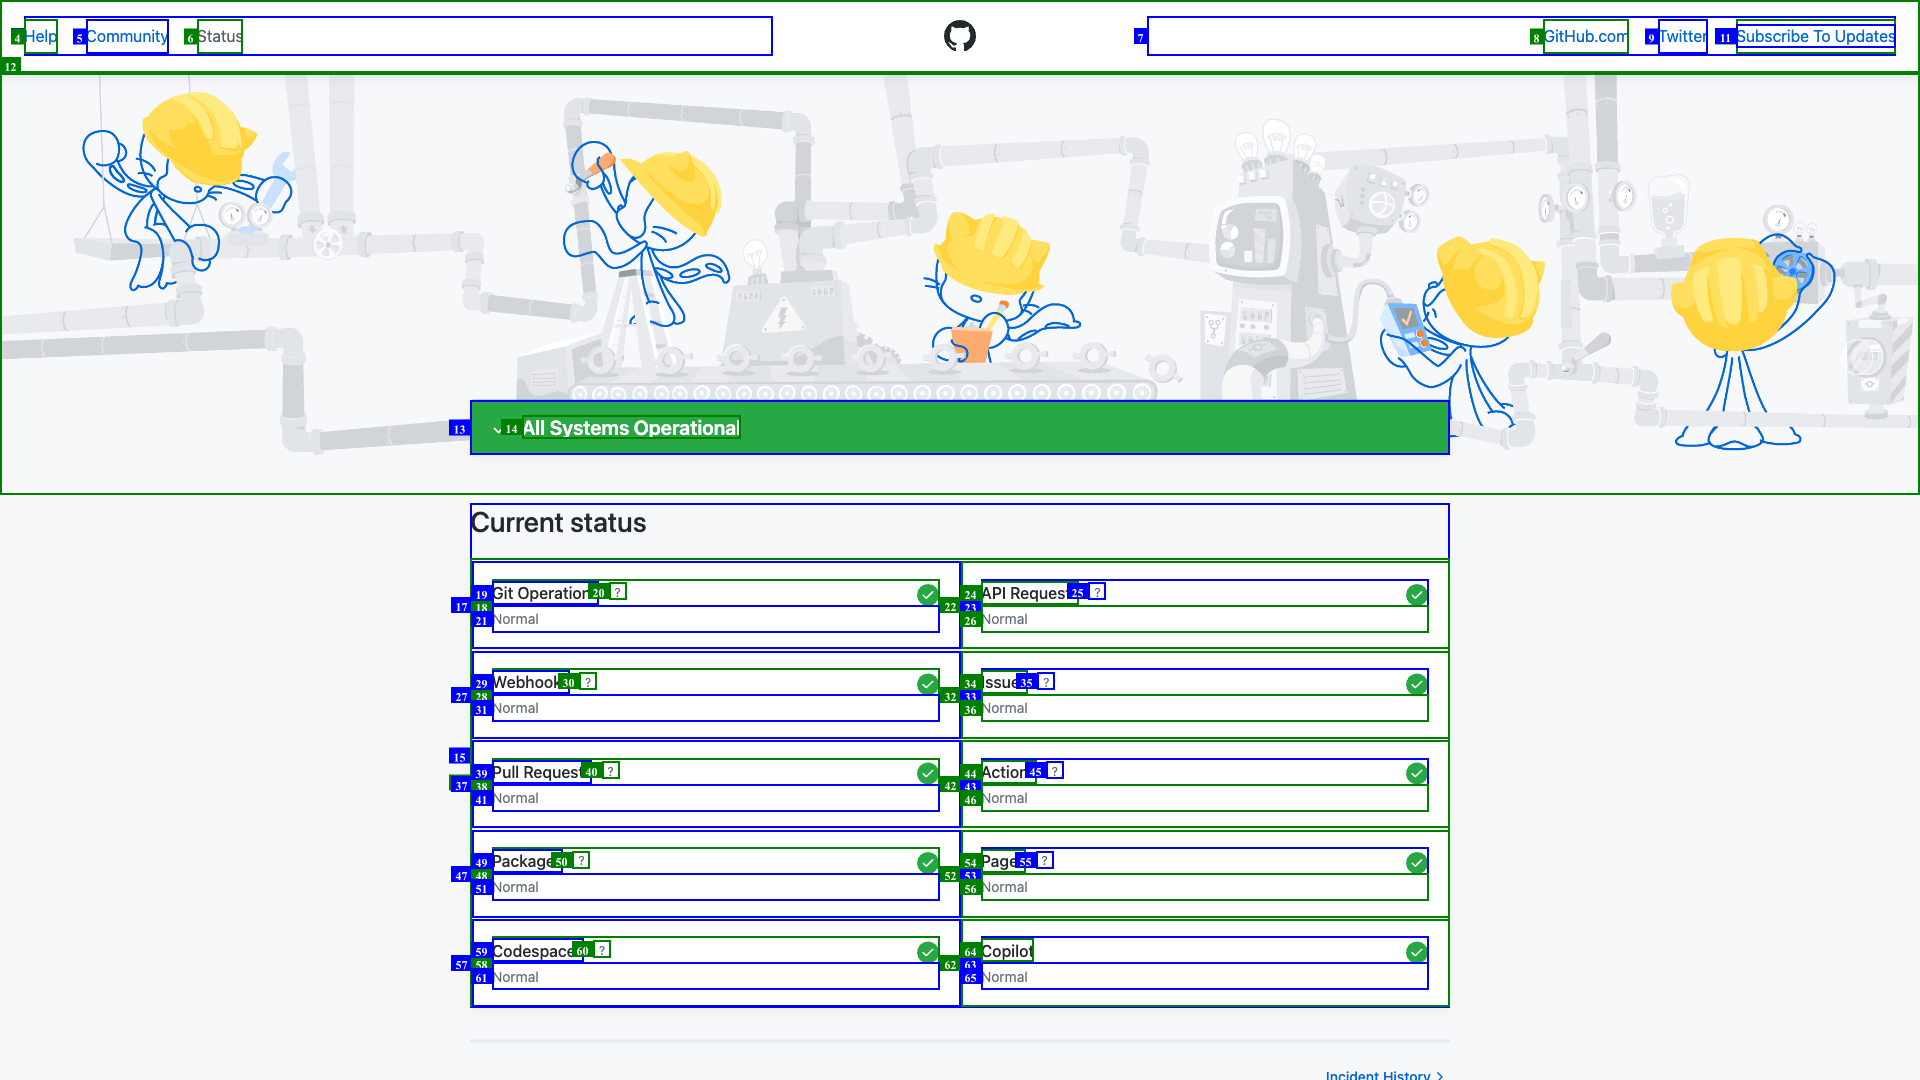 4 Help 5 Community 6 Status 7 8 GitHub.com 9 Twitter 11 Subscribe To Updates
12
13 14 All Systems Operational
Current status
19 Git Operation 20 ? 24 API Request 25 ?
17 18 22 23
21 Normal 26 Normal
29 Webhook 30 ? 34 Issue 35 ?
27 28 32 33
31 Normal 36 Normal
15
39 Pull Request 40 ? 44 Action 45 ?
37 38 42 43
41 Normal 46 Normal
49 Package 50 ? 54 Page 55 ?
47 48 52 53
51 Normal 56 Normal
59 Codespace 60 ? 64 Copilot
57 58 62 63
61 Normal 65 Normal
Incident History